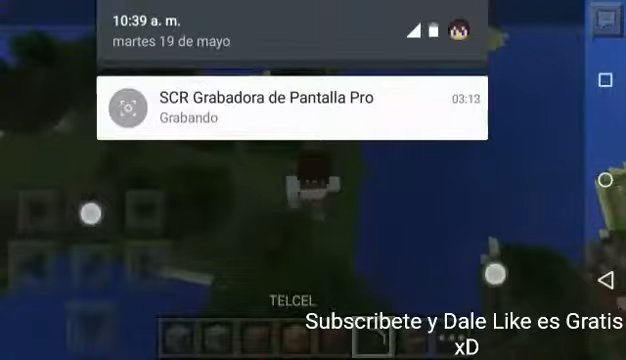 10:39 a. m.
martes 19 de mayo
SCR Grabadora de Pantalla Pro
03:13
Grabando
TELCEL
Subscribete y Dale Like es Gratis
xD